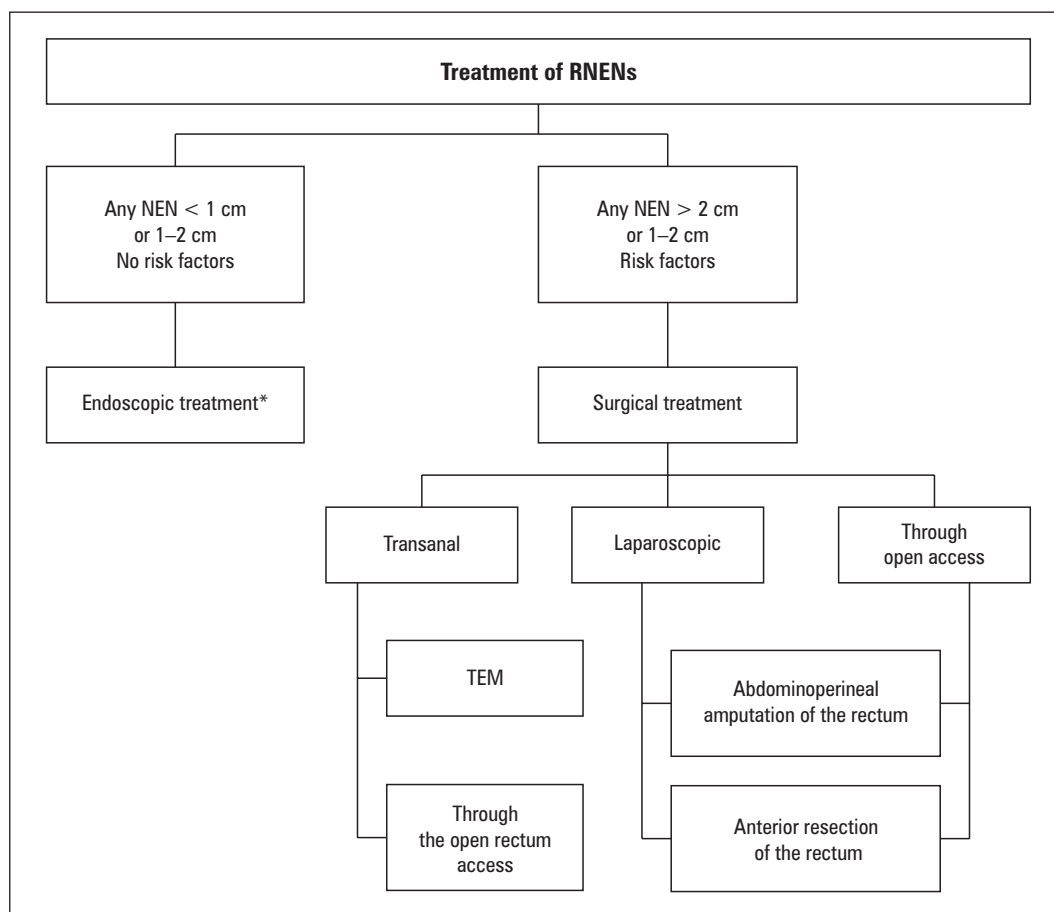 Treatment of RNENs
Any NEN < 1 cm
or 1–2 cm
No risk factors
Any NEN > 2 cm
or 1–2 cm
Risk factors
Endoscopic treatment*
Surgical treatment
Transanal
Laparoscopic
Through
open access
TEM
Abdominoperineal
amputation of the rectum
Through
the open rectum
access
Anterior resection
of the rectum